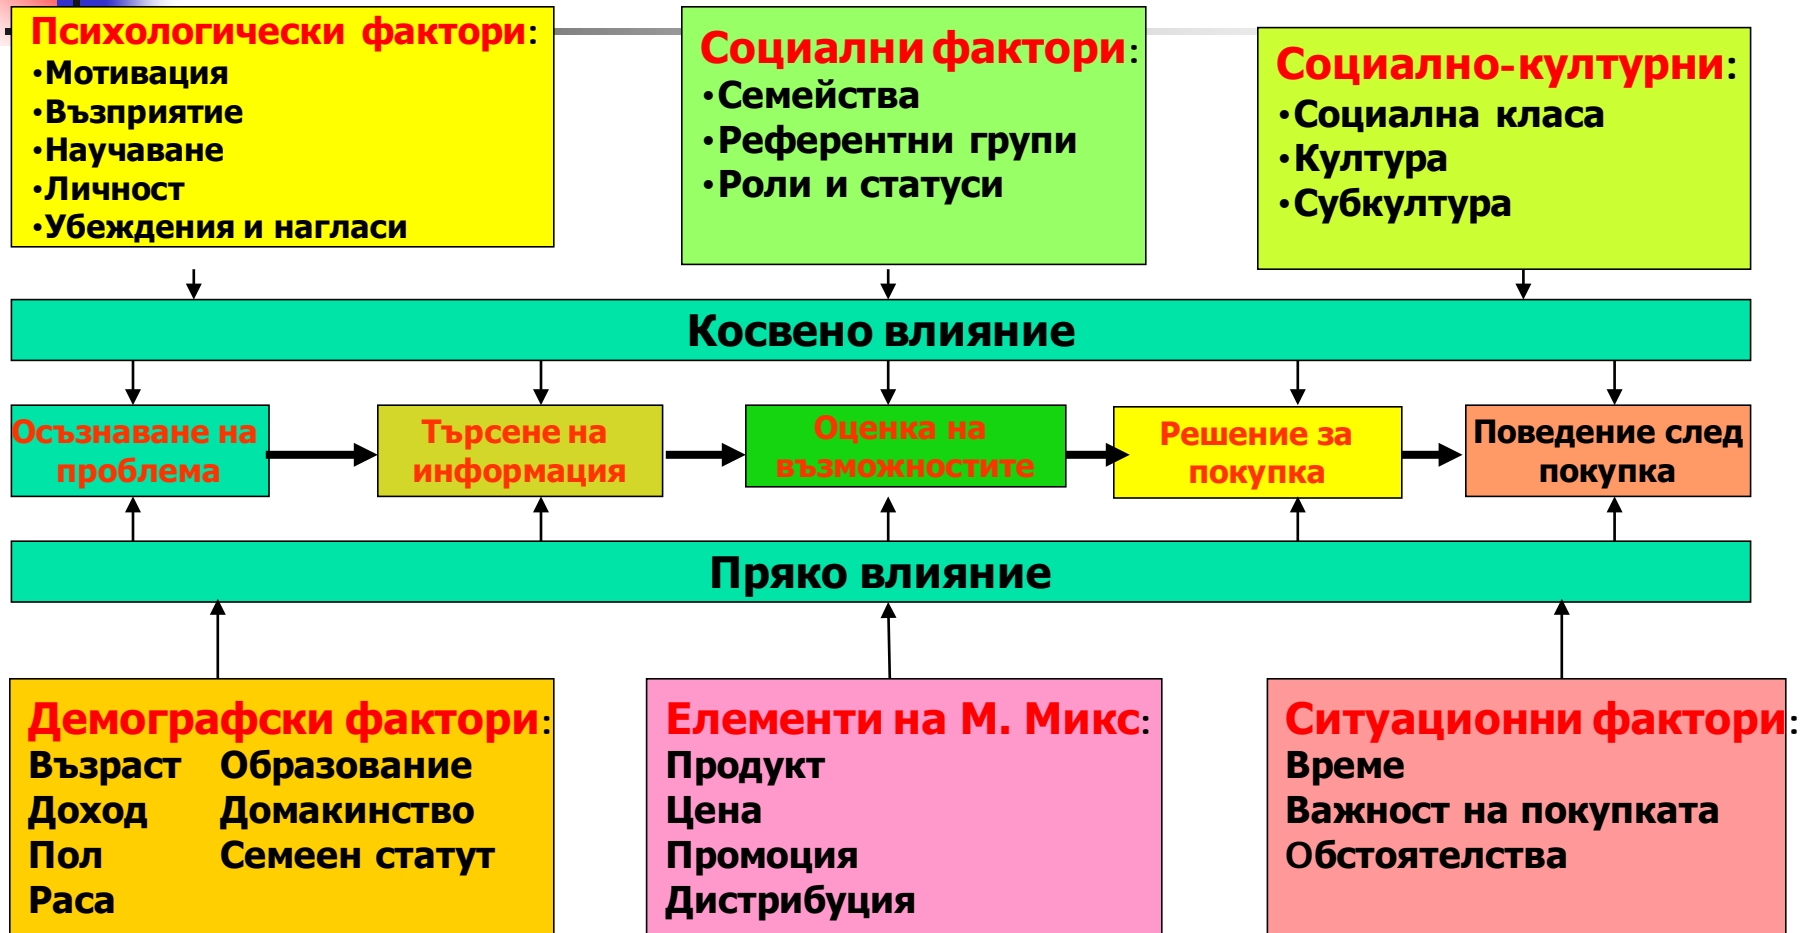 Психологически фактори:
•Мотивация
•Възприятие
•Научаване
•Личност
•Убеждения и нагласи
Социални фактори:
•Семейства
•Референтни групи
•Роли и статуси
Социално-културни:
•Социална класа
•Култура
•Субкултура
Косвено влияние
Осъзнаване на
проблема
Търсене на
информация
Оценка на
възможностите
Решение за
покупка
Поведение след
покупка
Пряко влияние
Демографски фактори:
Възраст Образование
Доход Домакинство
Пол Семеен статут
Раса
Елементи на М. Микс:
Продукт
Цена
Промоция
Дистрибуция
Ситуационни фактори:
Време
Важност на покупката
Обстоятелства